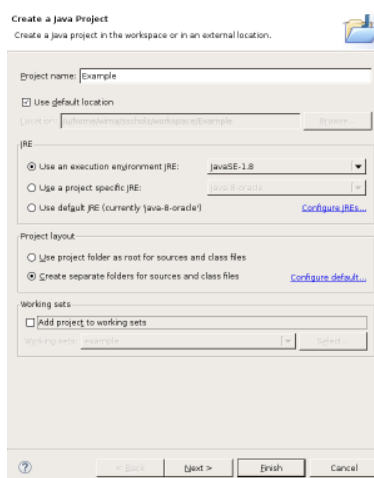 Create a Java Project
Create a Java project in the workspace or in an external location.
Project name: Example
Use default location
Location: /u/home/wima/sscholz/workspace/Example Browse...
JRE
Use an execution environment JRE: JavaSE-1.8
Use a project specific JRE: java-8-oracle
Use default JRE (currently 'java-8-oracle') Configure JREs...
Project layout
Use project folder as root for sources and class files
Create separate folders for sources and class files Configure default...
Working sets
Add project to working sets
Working sets: example Select...
? < Back Next > Finish Cancel